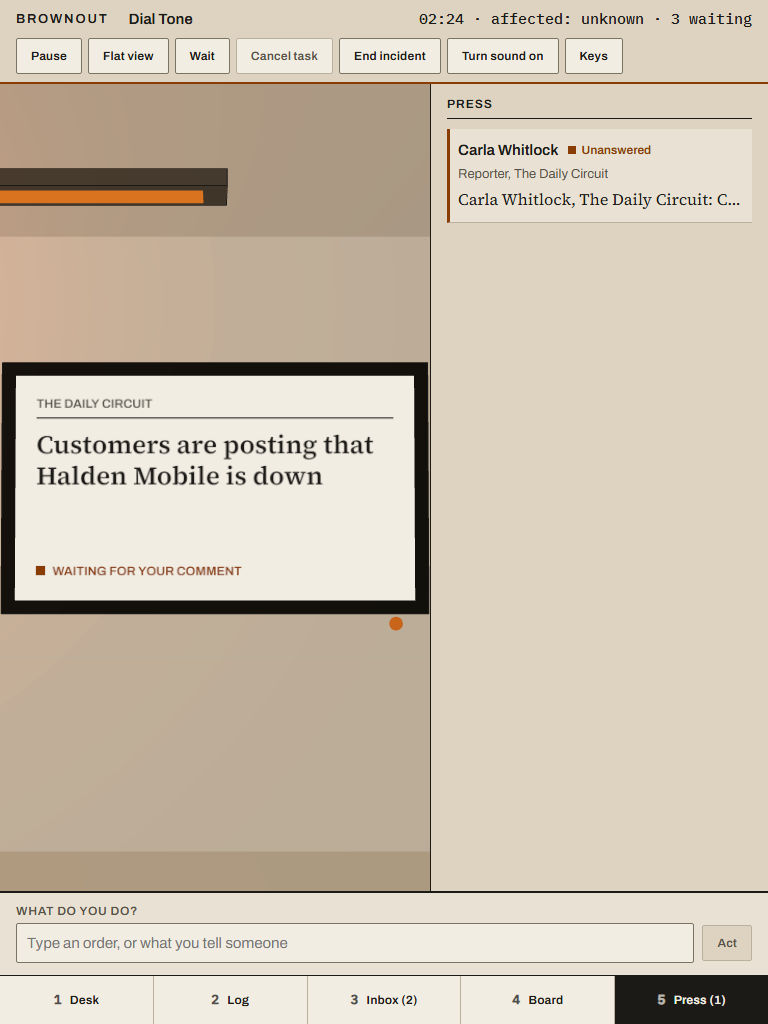 BROWNOUT Dial Tone 02:24 · affected: unknown · 3 waiting
Pause Flat view Wait Cancel task End incident Turn sound on Keys
PRESS
Carla Whitlock Unanswered
Reporter, The Daily Circuit
Carla Whitlock, The Daily Circuit: C...
THE DAILY CIRCUIT
Customers are posting that
Halden Mobile is down
WAITING FOR YOUR COMMENT
WHAT DO YOU DO?
Type an order, or what you tell someone
Act
1 Desk 2 Log 3 Inbox (2) 4 Board 5 Press (1)